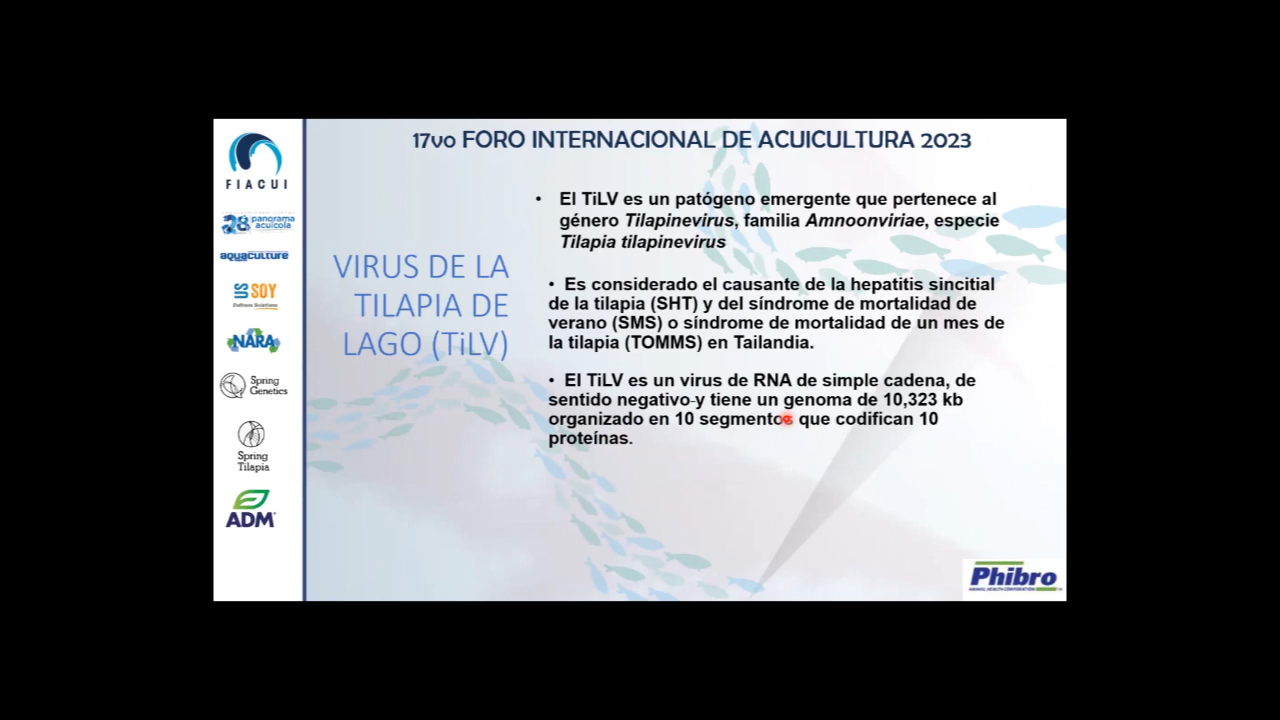 17vo FORO INTERNACIONAL DE ACUICULTURA 2023
FIACUI
28 panorama
acuícola
aquaculture
US
SOY
NARA
Spring
Genetics
Spring
Tilapia
ADM
VIRUS DE LA
TILAPIA DE
LAGO (TiLV)
• El TiLV es un patógeno emergente que pertenece al
género Tilapinevirus, familia Amnoonviriae, especie
Tilapia tilapinevirus
• Es considerado el causante de la hepatitis sincitial
de la tilapia (SHT) y del síndrome de mortalidad de
verano (SMS) o síndrome de mortalidad de un mes de
la tilapia (TOMMS) en Tailandia.
• El TiLV es un virus de RNA de simple cadena, de
sentido negativo-y tiene un genoma de 10,323 kb
organizado en 10 segmentos que codifican 10
proteínas.
Phibro
ANIMAL HEALTH CORPORATION